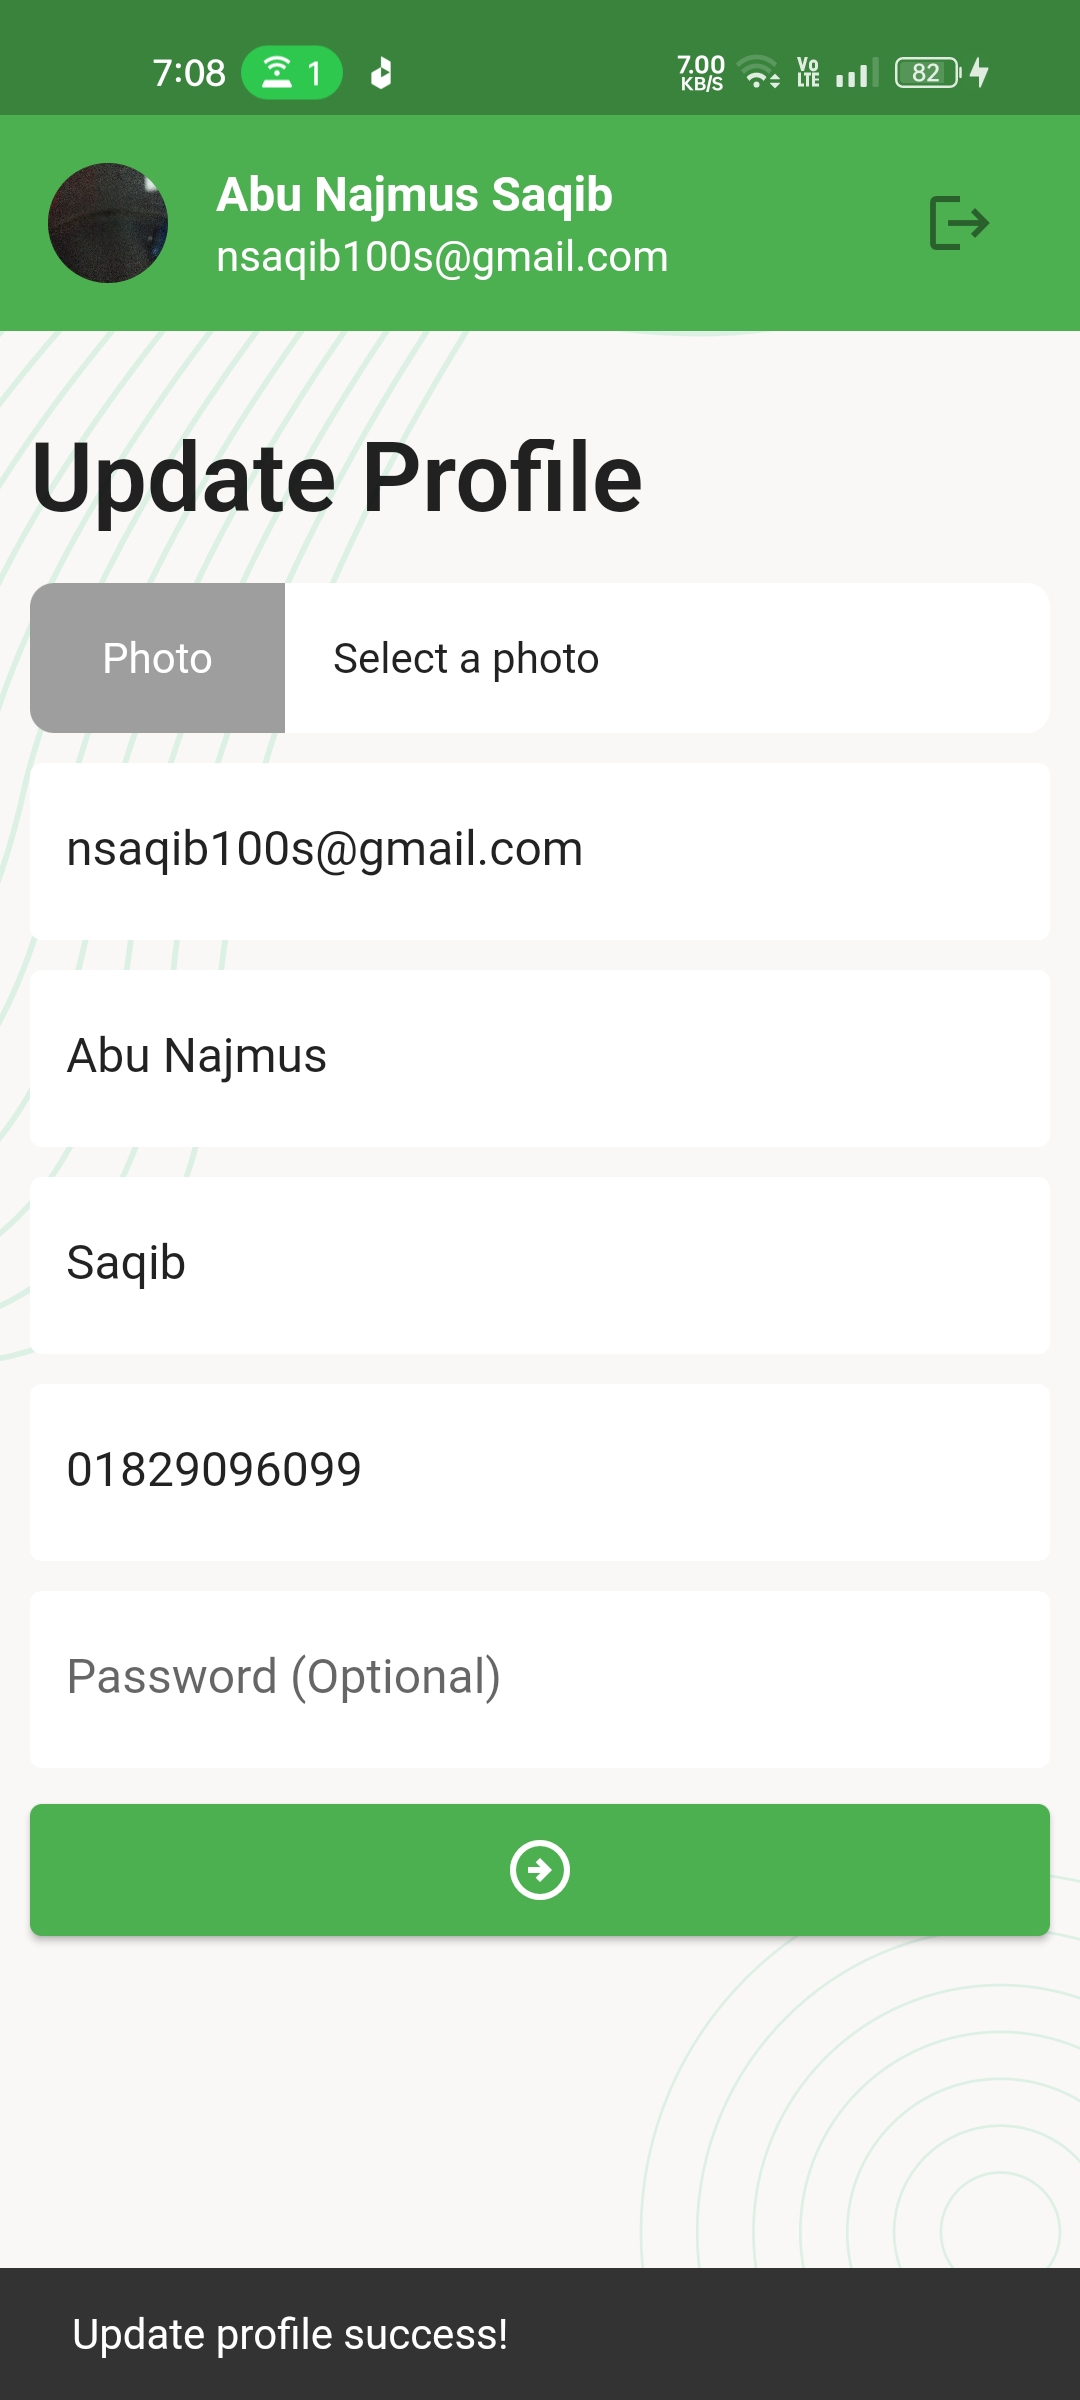 7:08 1 7.00 KB/S Vo LTE 82
Abu Najmus Saqib
nsaqib100s@gmail.com
Update Profile
Photo Select a photo
nsaqib100s@gmail.com
Abu Najmus
Saqib
01829096099
Password (Optional)
Update profile success!